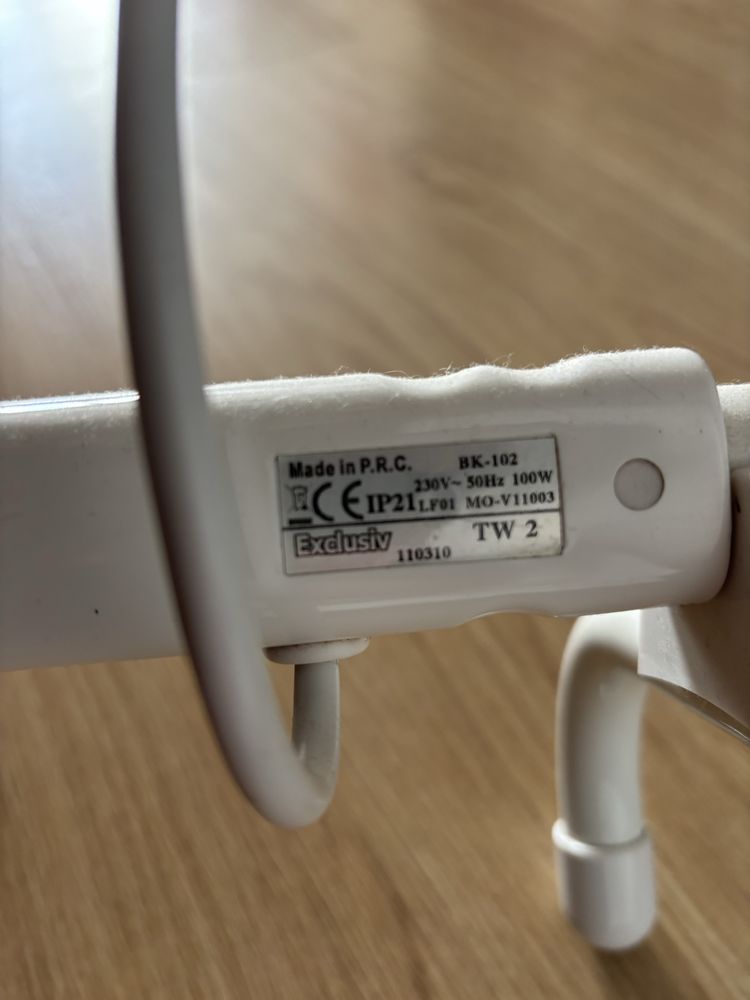 Made in P.R.C. BK-102
230V~ 50Hz 100W
CE IP21 LF01 MO-V11003
Exclusiv TW 2
110310